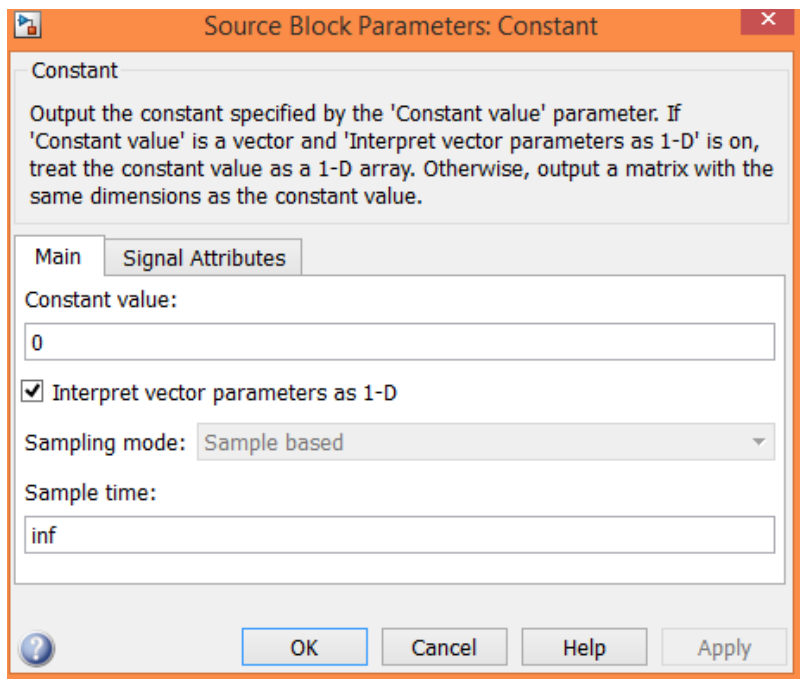 Source Block Parameters: Constant
Constant
Output the constant specified by the 'Constant value' parameter. If
'Constant value' is a vector and 'Interpret vector parameters as 1-D' is on,
treat the constant value as a 1-D array. Otherwise, output a matrix with the
same dimensions as the constant value.
Main Signal Attributes
Constant value:
0
Interpret vector parameters as 1-D
Sampling mode: Sample based
Sample time:
inf
OK Cancel Help Apply